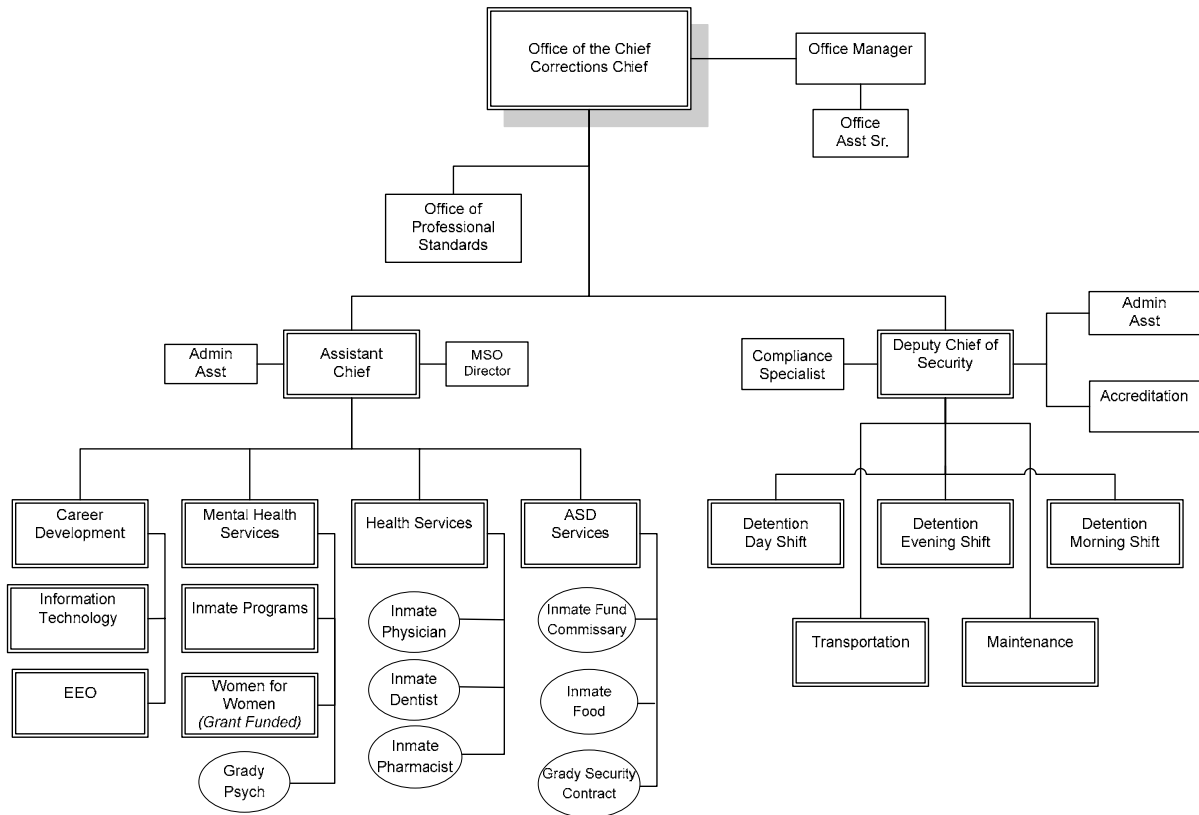 Office of the Chief
Corrections Chief
Office Manager
Office
Asst Sr.
Office of
Professional
Standards
Admin
Asst
Assistant
Chief
MSO
Director
Compliance
Specialist
Deputy Chief of
Security
Admin
Asst
Accreditation
Career
Development
Information
Technology
EEO
Mental Health
Services
Inmate Programs
Women for
Women
(Grant Funded)
Grady
Psych
Health Services
Inmate
Physician
Inmate
Dentist
Inmate
Pharmacist
ASD
Services
Inmate Fund
Commissary
Inmate
Food
Grady Security
Contract
Detention
Day Shift
Detention
Evening Shift
Detention
Morning Shift
Transportation
Maintenance